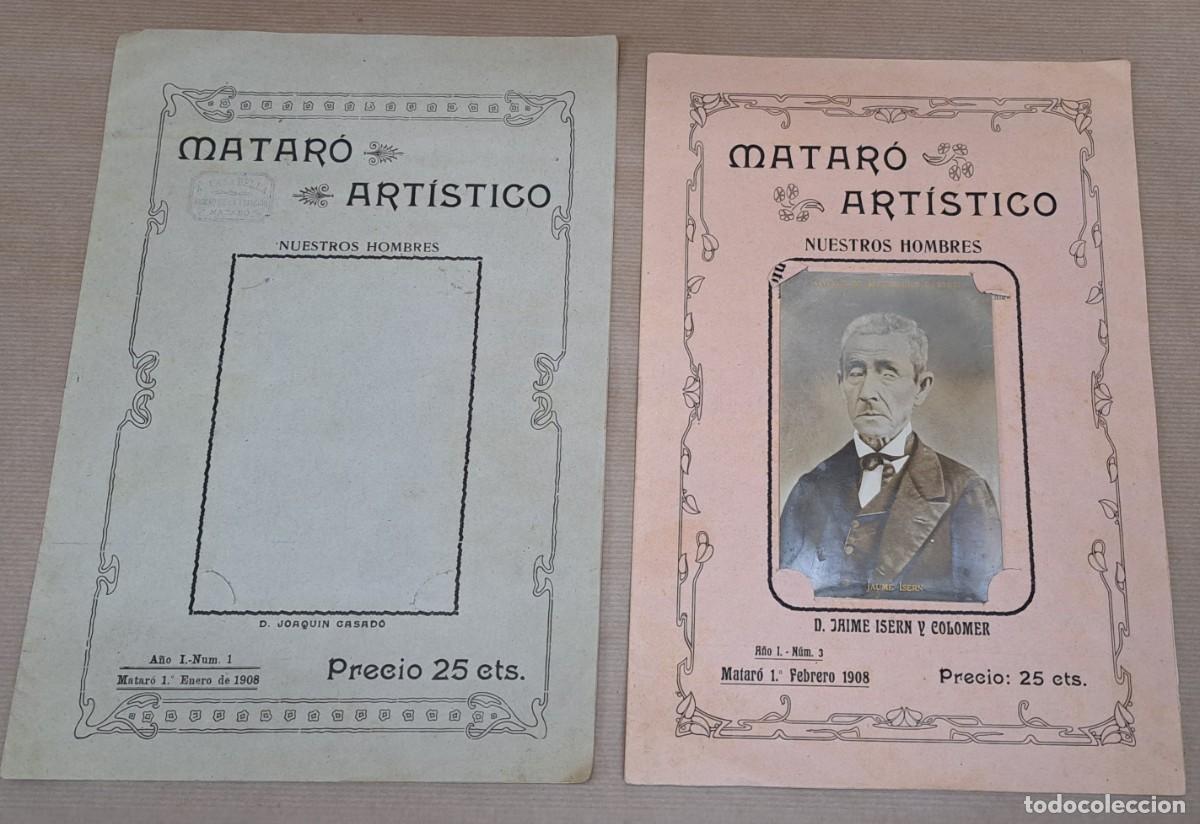 MATARÓ
ARTÍSTICO
NUESTROS HOMBRES
D. JOAQUIN CASADÓ
Año I.-Num. 1
Mataró 1.º Enero de 1908
Precio 25 cts.
MATARÓ
ARTÍSTICO
NUESTROS HOMBRES
JAUME ISERN
D. JAIME ISERN Y COLOMER
Año I. - Núm. 3
Mataró 1.º Febrero 1908
Precio: 25 cts.
todocoleccion